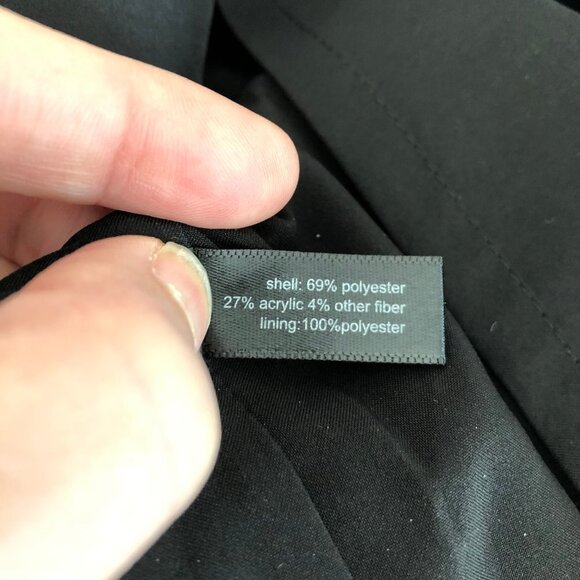 shell: 69% polyester
27% acrylic 4% other fiber
lining:100%polyester